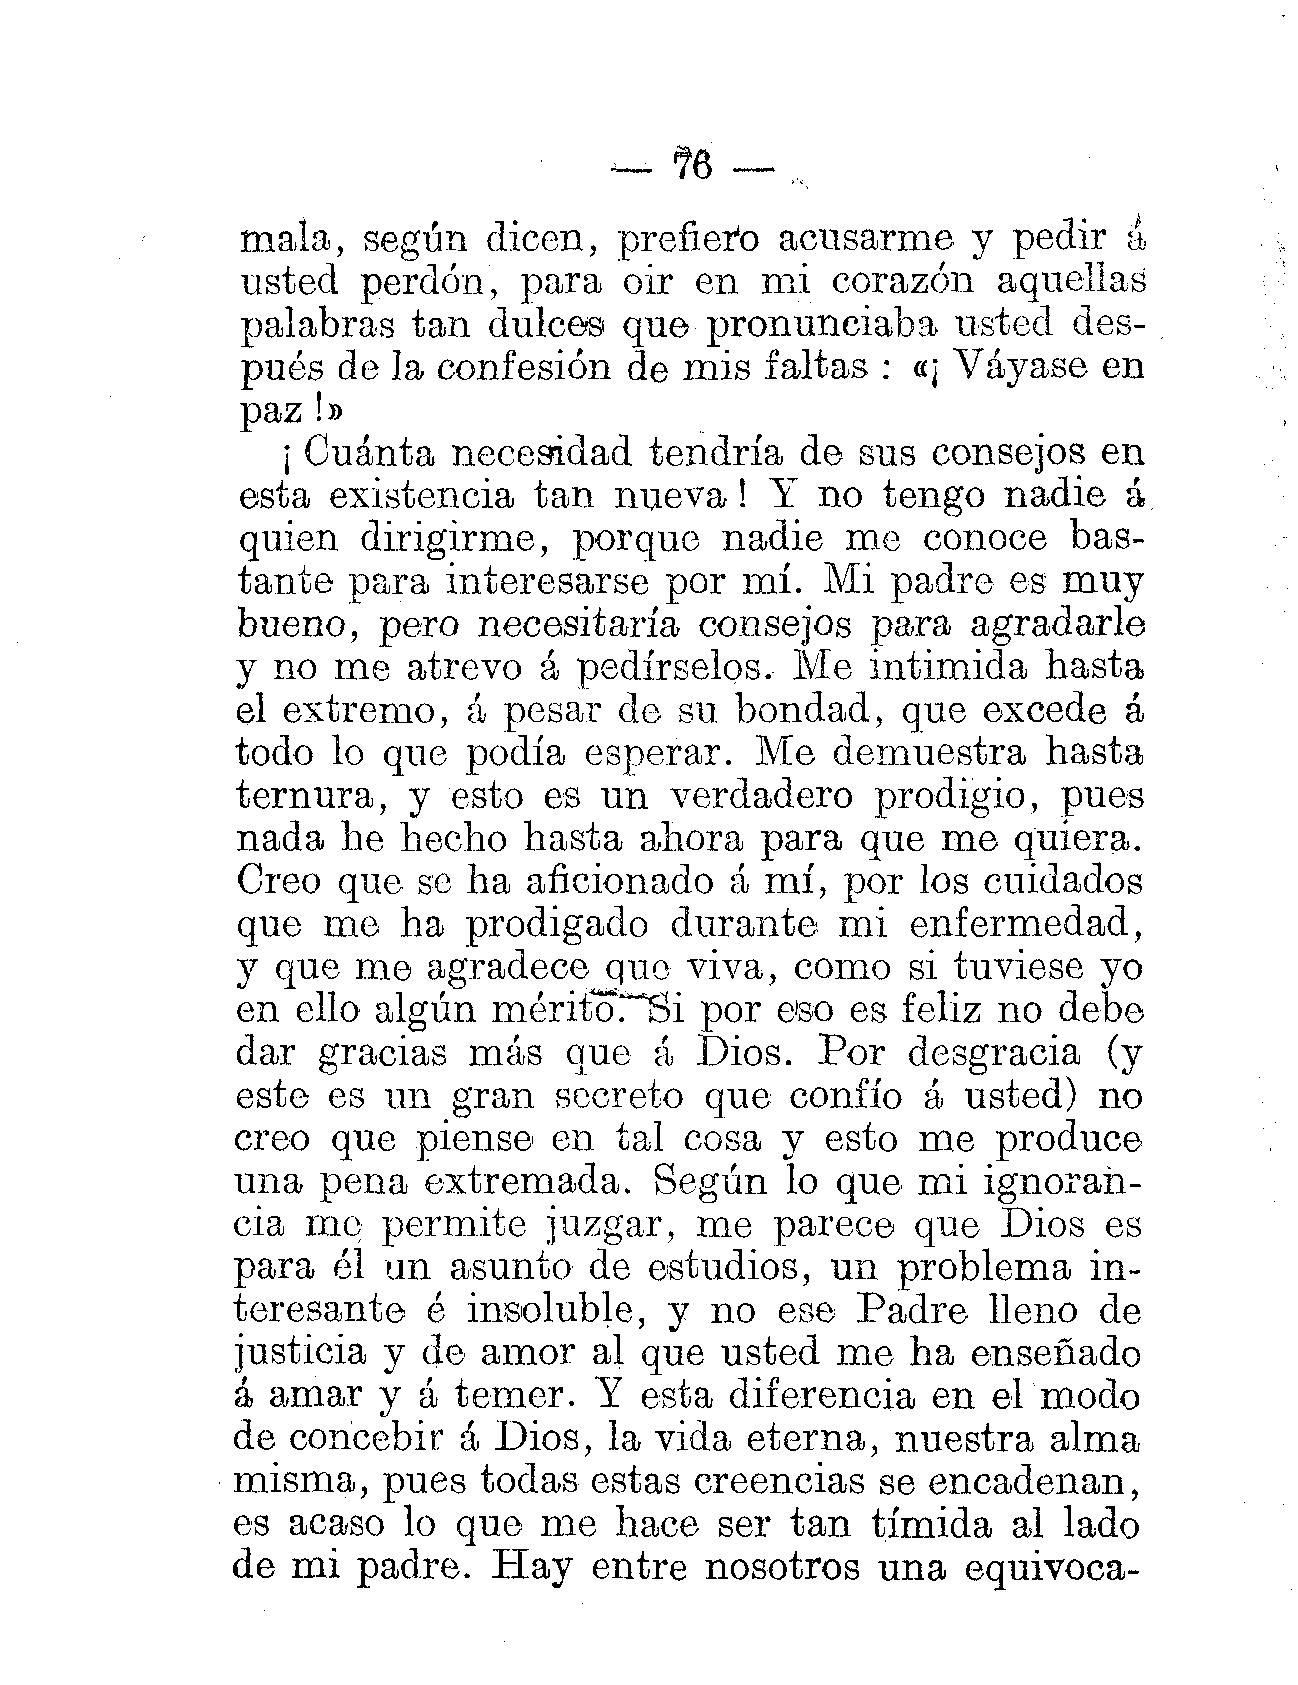 — 76 —
mala, según dicen, prefiero acusarme y pedir á
usted perdón, para oir en mi corazón aquellas
palabras tan dulces que pronunciaba usted des-
pués de la confesión de mis faltas : «¡ Váyase en
paz !»
¡ Cuánta necesidad tendría de sus consejos en
esta existencia tan nueva ! Y no tengo nadie á
quien dirigirme, porque nadie me conoce bas-
tante para interesarse por mí. Mi padre es muy
bueno, pero necesitaría consejos para agradarle
y no me atrevo á pedírselos. Me intimida hasta
el extremo, á pesar de su bondad, que excede á
todo lo que podía esperar. Me demuestra hasta
ternura, y esto es un verdadero prodigio, pues
nada he hecho hasta ahora para que me quiera.
Creo que se ha aficionado á mí, por los cuidados
que me ha prodigado durante mi enfermedad,
y que me agradece que viva, como si tuviese yo
en ello algún mérito. Si por eso es feliz no debe
dar gracias más que á Dios. Por desgracia (y
este es un gran secreto que confío á usted) no
creo que piense en tal cosa y esto me produce
una pena extremada. Según lo que mi ignoran-
cia me permite juzgar, me parece que Dios es
para él un asunto de estudios, un problema in-
teresante é insoluble, y no ese Padre lleno de
justicia y de amor al que usted me ha enseñado
á amar y á temer. Y esta diferencia en el modo
de concebir á Dios, la vida eterna, nuestra alma
misma, pues todas estas creencias se encadenan,
es acaso lo que me hace ser tan tímida al lado
de mi padre. Hay entre nosotros una equivoca-